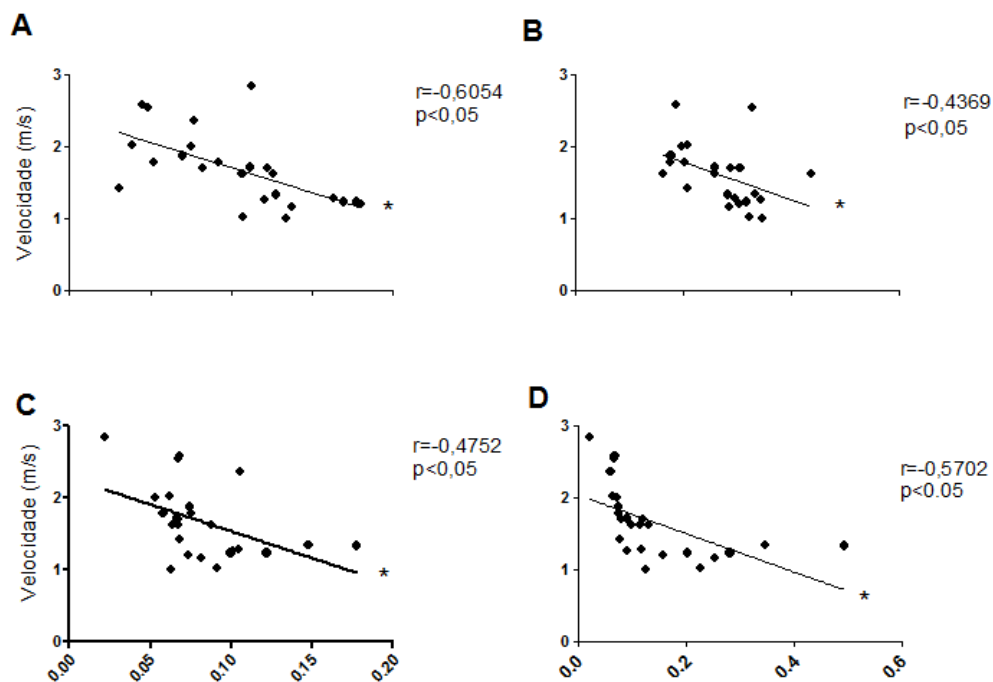 A
Velocidade (m/s)
3
2
1
0
r=-0,6054
p<0,05
*
B
3
2
1
0
r=-0,4369
p<0,05
*
C
Velocidade (m/s)
3
2
1
0
0.00
0.05
0.10
0.15
0.20
r=-0,4752
p<0,05
*
D
3
2
1
0
0.0
0.2
0.4
0.6
r=-0,5702
p<0.05
*